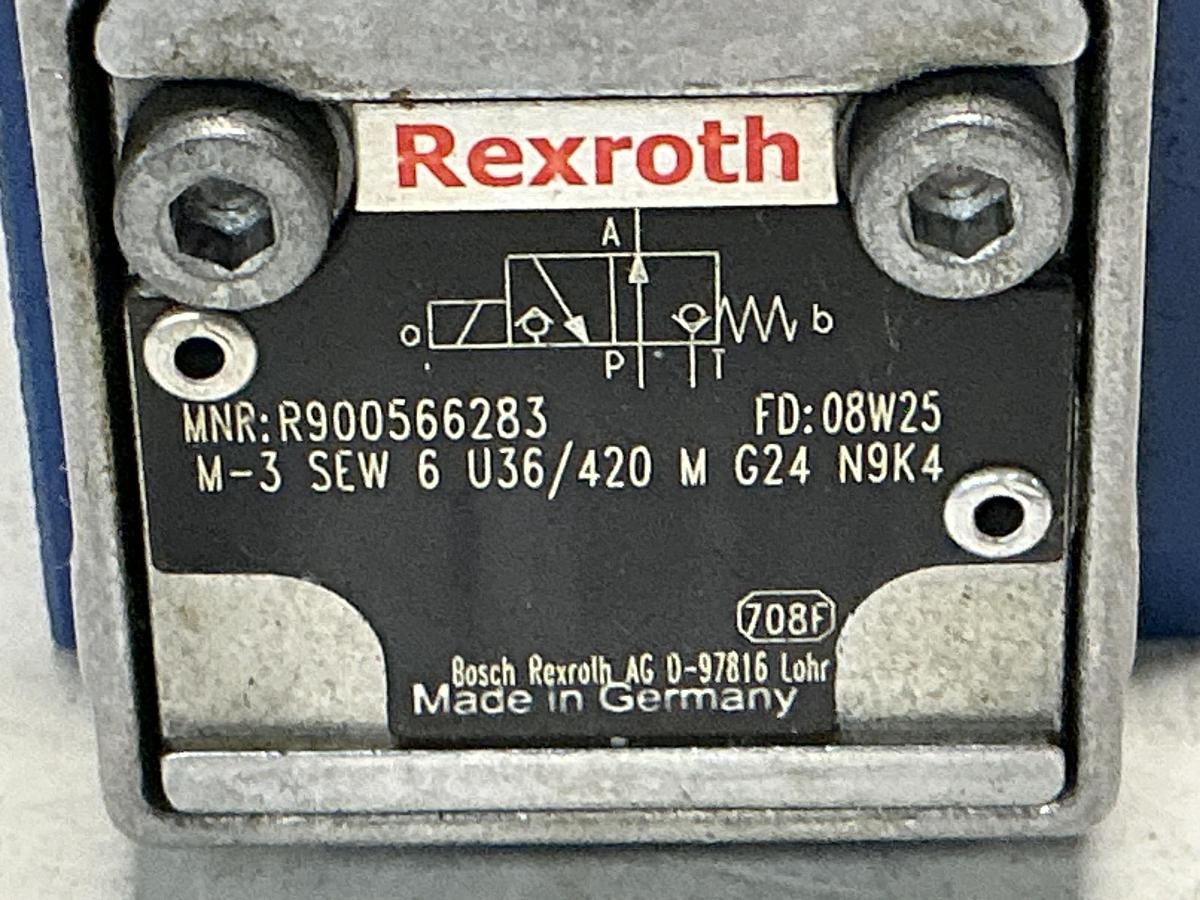 Rexroth
A
a b
P T
MNR:R900566283 FD:08W25
M-3 SEW 6 U36/420 M G24 N9K4
708F
Bosch Rexroth AG D-97816 Lohr
Made in Germany